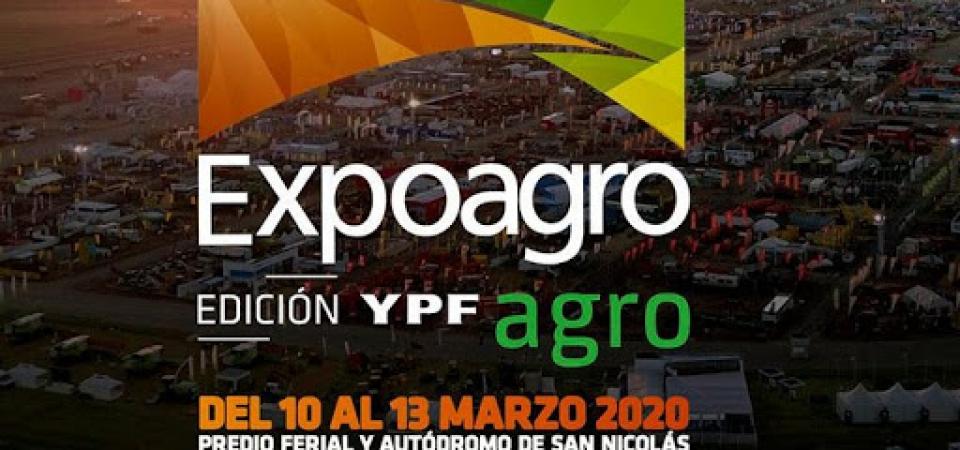 Expoagro
EDICIÓN YPF agro
DEL 10 AL 13 MARZO 2020
PREDIO FERIAL Y AUTÓDROMO DE SAN NICOLÁS